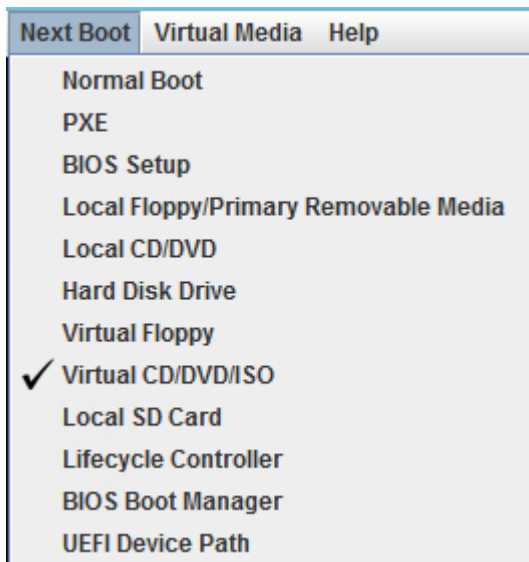 Next Boot Virtual Media Help
Normal Boot
PXE
BIOS Setup
Local Floppy/Primary Removable Media
Local CD/DVD
Hard Disk Drive
Virtual Floppy
Virtual CD/DVD/ISO
Local SD Card
Lifecycle Controller
BIOS Boot Manager
UEFI Device Path